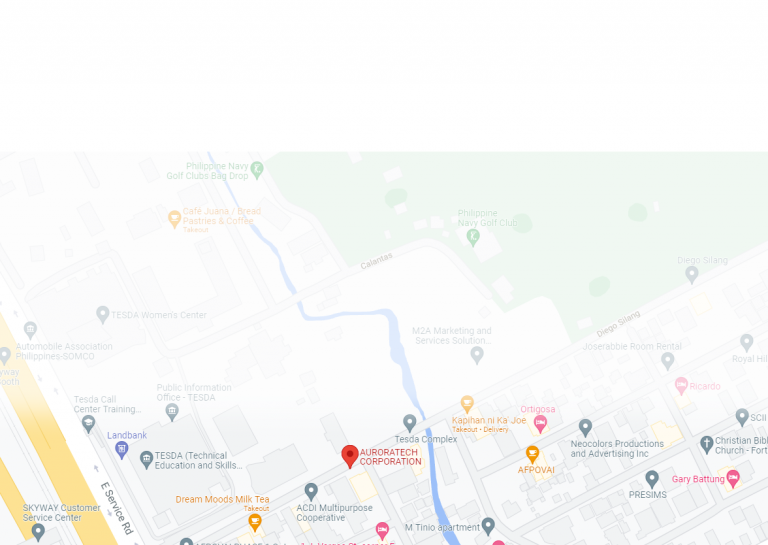 Philippine Navy
Golf Clubs Bag Drop
Café Juana / Bread
Pastries & Coffee
Takeout
Philippine
Navy Golf Club
Calantas
Diego Silang
TESDA Women's Center
Diego Silang
Automobile Association
Philippines-SOMCO
M2A Marketing and
Services Solution...
Joserabbie Room Rental
Royal Hil
yway
ooth
Public Information
Office - TESDA
Ricardo
Tesda Call
Center Training...
Ortigosa
Kapihan ni Ka Joe
Takeout • Delivery
SCII
Landbank
Tesda Complex
Neocolors Productions
and Advertising Inc
Christian Bibl
Church - Fort
TESDA (Technical
Education and Skills...
AURORATECH
CORPORATION
AFPOVAI
Gary Battung
PRESIMS
E Service Rd
Dream Moods Milk Tea
Takeout
ACDI Multipurpose
Cooperative
SKYWAY Customer
Service Center
M Tinio apartment